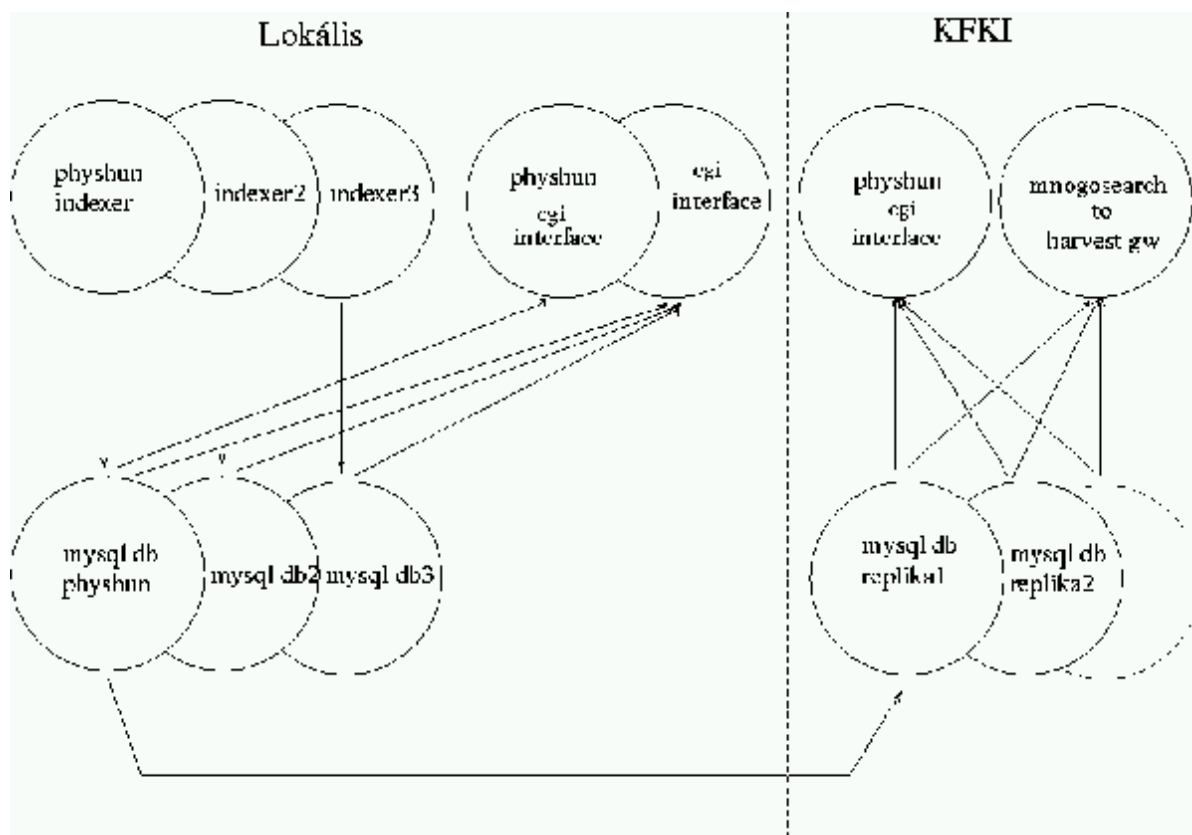 Lokális
KFKI
physhun
indexer
indexer2
indexer3
physhun
cgi
interface
cgi
interface
physhun
cgi
interface
mnogosearch
to
harvest gw
mysql db
physhun
mysql db2
mysql db3
mysql db
replika1
mysql db
replika2